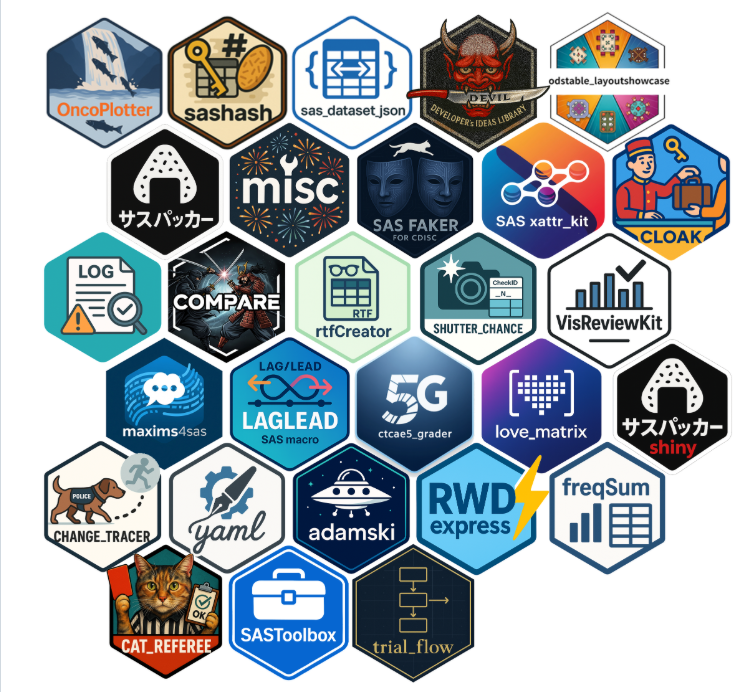 OncoPlotter
#
sashash
sas_dataset_json
DEVIL
DEVELOPER's IDEAS LIBRARY
odstable_layoutshowcase
サスパッカー
misc
SAS FAKER
FOR CDISC
SAS xattr_kit
CLOAK
LOG
COMPARE
RTF
rtfCreator
CheckID
_N_
SHUTTER_CHANCE
VisReviewKit
maxims4sas
LAG/LEAD
LAGLEAD
SAS macro
5G
ctcae5_grader
love_matrix
サスパッカー
shiny
POLICE
CHANGE_TRACER
yaml
adamski
RWD
express
freqSum
OK
CAT_REFEREE
SASToolbox
trial_flow